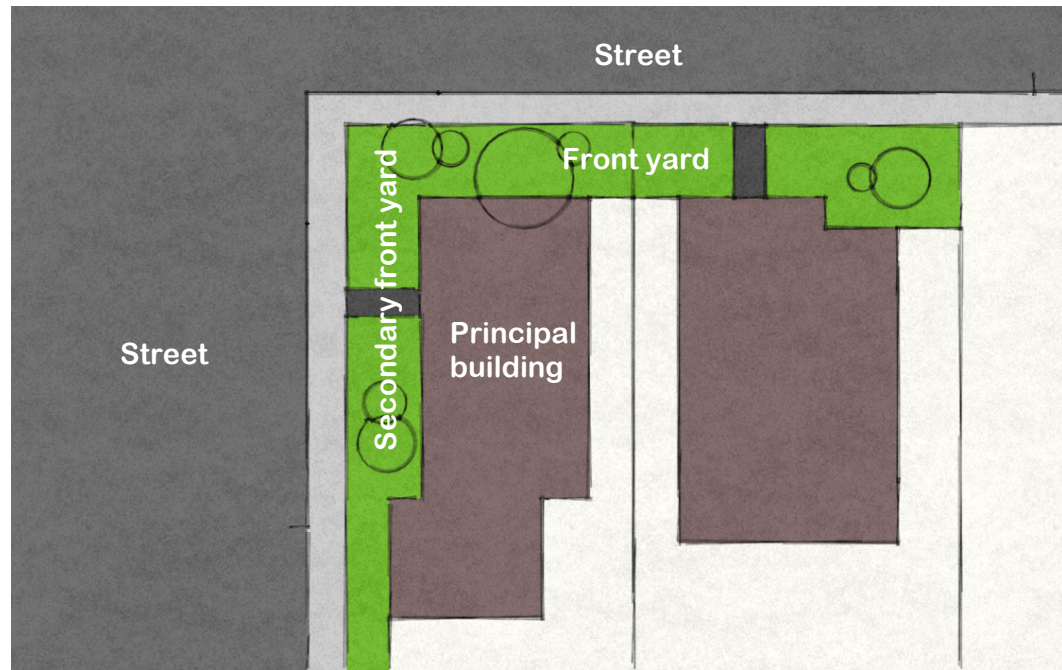 Street
Front yard
Secondary front yard
Principal
building
Street